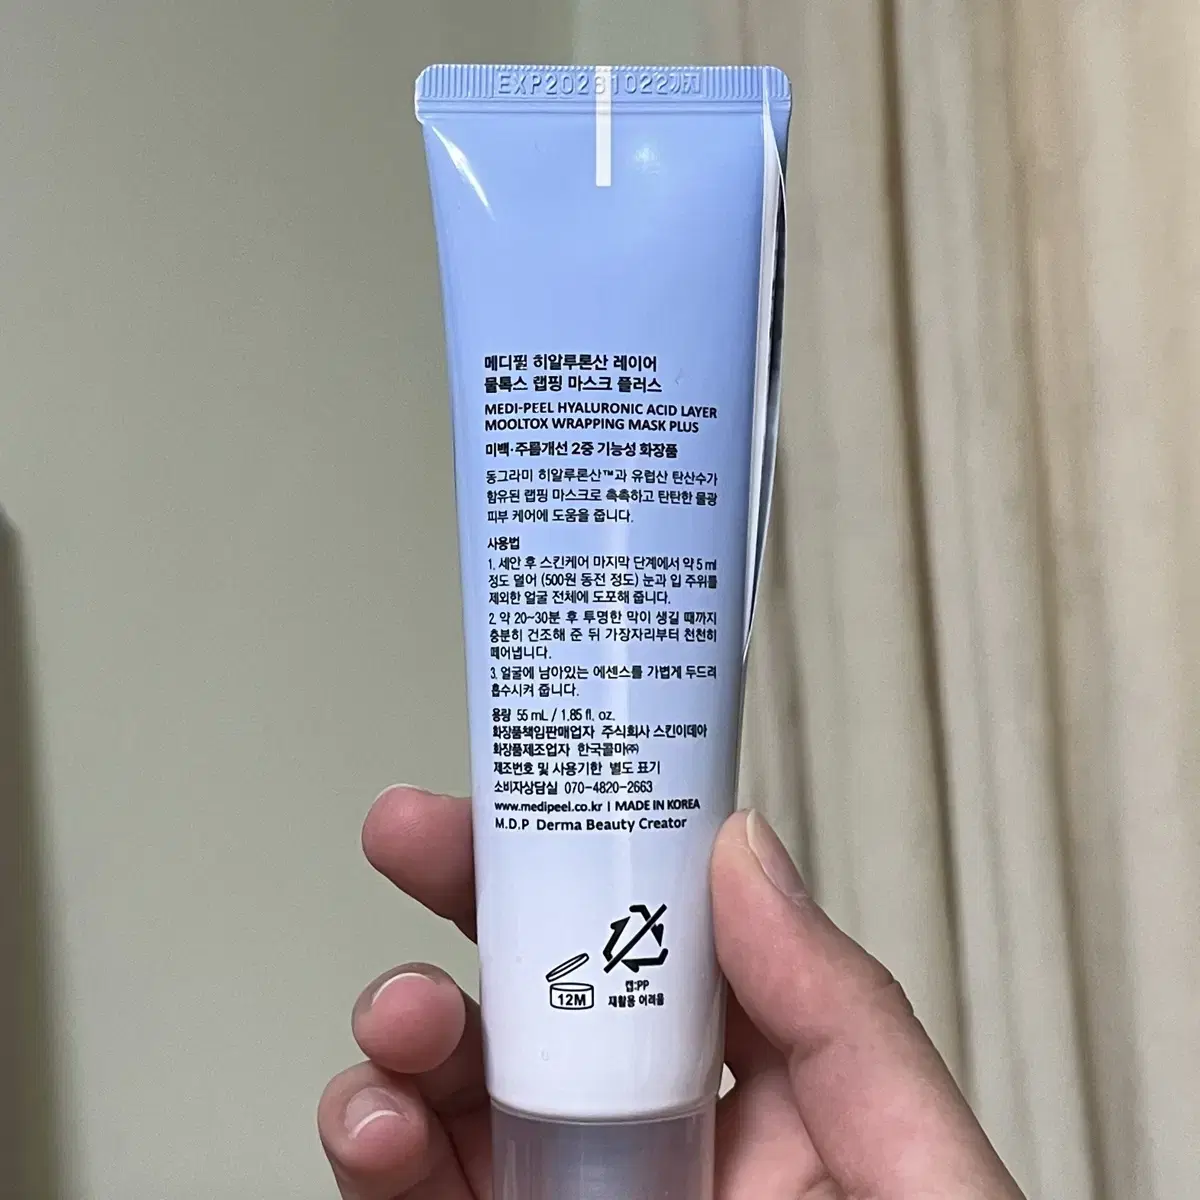 EXP20261022까지
메디필 히알루론산 레이어
물톡스 랩핑 마스크 플러스
MEDI-PEEL HYALURONIC ACID LAYER
MOOLTOX WRAPPING MASK PLUS
미백·주름개선 2중 기능성 화장품
동그라미 히알루론산™과 유럽산 탄산수가
함유된 랩핑 마스크로 촉촉하고 탄탄한 물광
피부 케어에 도움을 줍니다.
사용법
1. 세안 후 스킨케어 마지막 단계에서 약 5 ml
정도 덜어 (500원 동전 정도) 눈과 입 주위를
제외한 얼굴 전체에 도포해 줍니다.
2. 약 20~30분 후 투명한 막이 생길 때까지
충분히 건조해 준 뒤 가장자리부터 천천히
떼어냅니다.
3. 얼굴에 남아있는 에센스를 가볍게 두드려
흡수시켜 줍니다.
용량 55 mL / 1.85 fl. oz.
화장품책임판매업자 주식회사 스킨이데아
화장품제조업자 한국콜마㈜
제조번호 및 사용기한 별도 표기
소비자상담실 070-4820-2663
www.medipeel.co.kr | MADE IN KOREA
M.D.P Derma Beauty Creator
12M
캡:PP
재활용 어려움